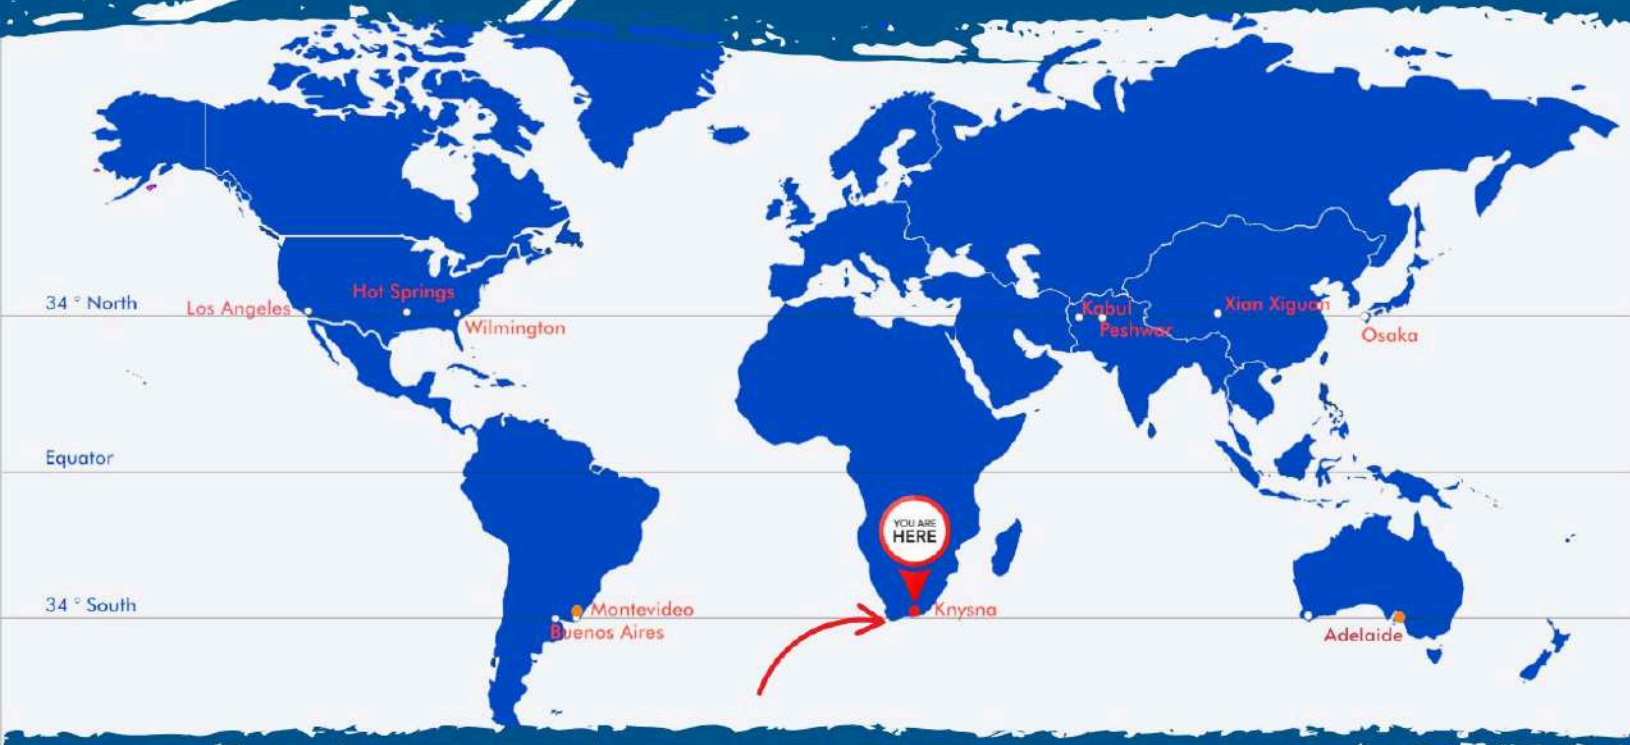 34 ° North
Los Angeles
Hot Springs
Wilmington
Kabul
Peshwar
Xian Xiguan
Osaka
Equator
YOU ARE
HERE
34 ° South
Montevideo
Buenos Aires
Knysna
Adelaide